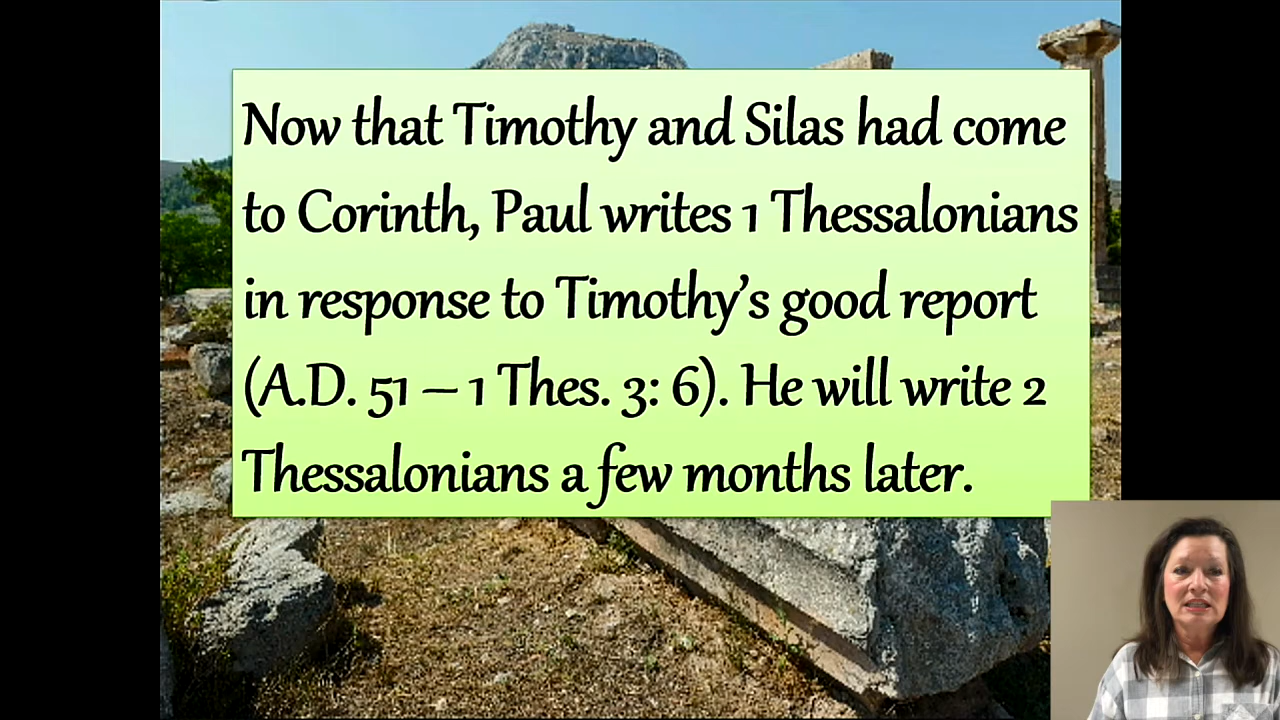 Now that Timothy and Silas had come
to Corinth, Paul writes 1 Thessalonians
in response to Timothy’s good report
(A.D. 51 – 1 Thes. 3: 6). He will write 2
Thessalonians a few months later.